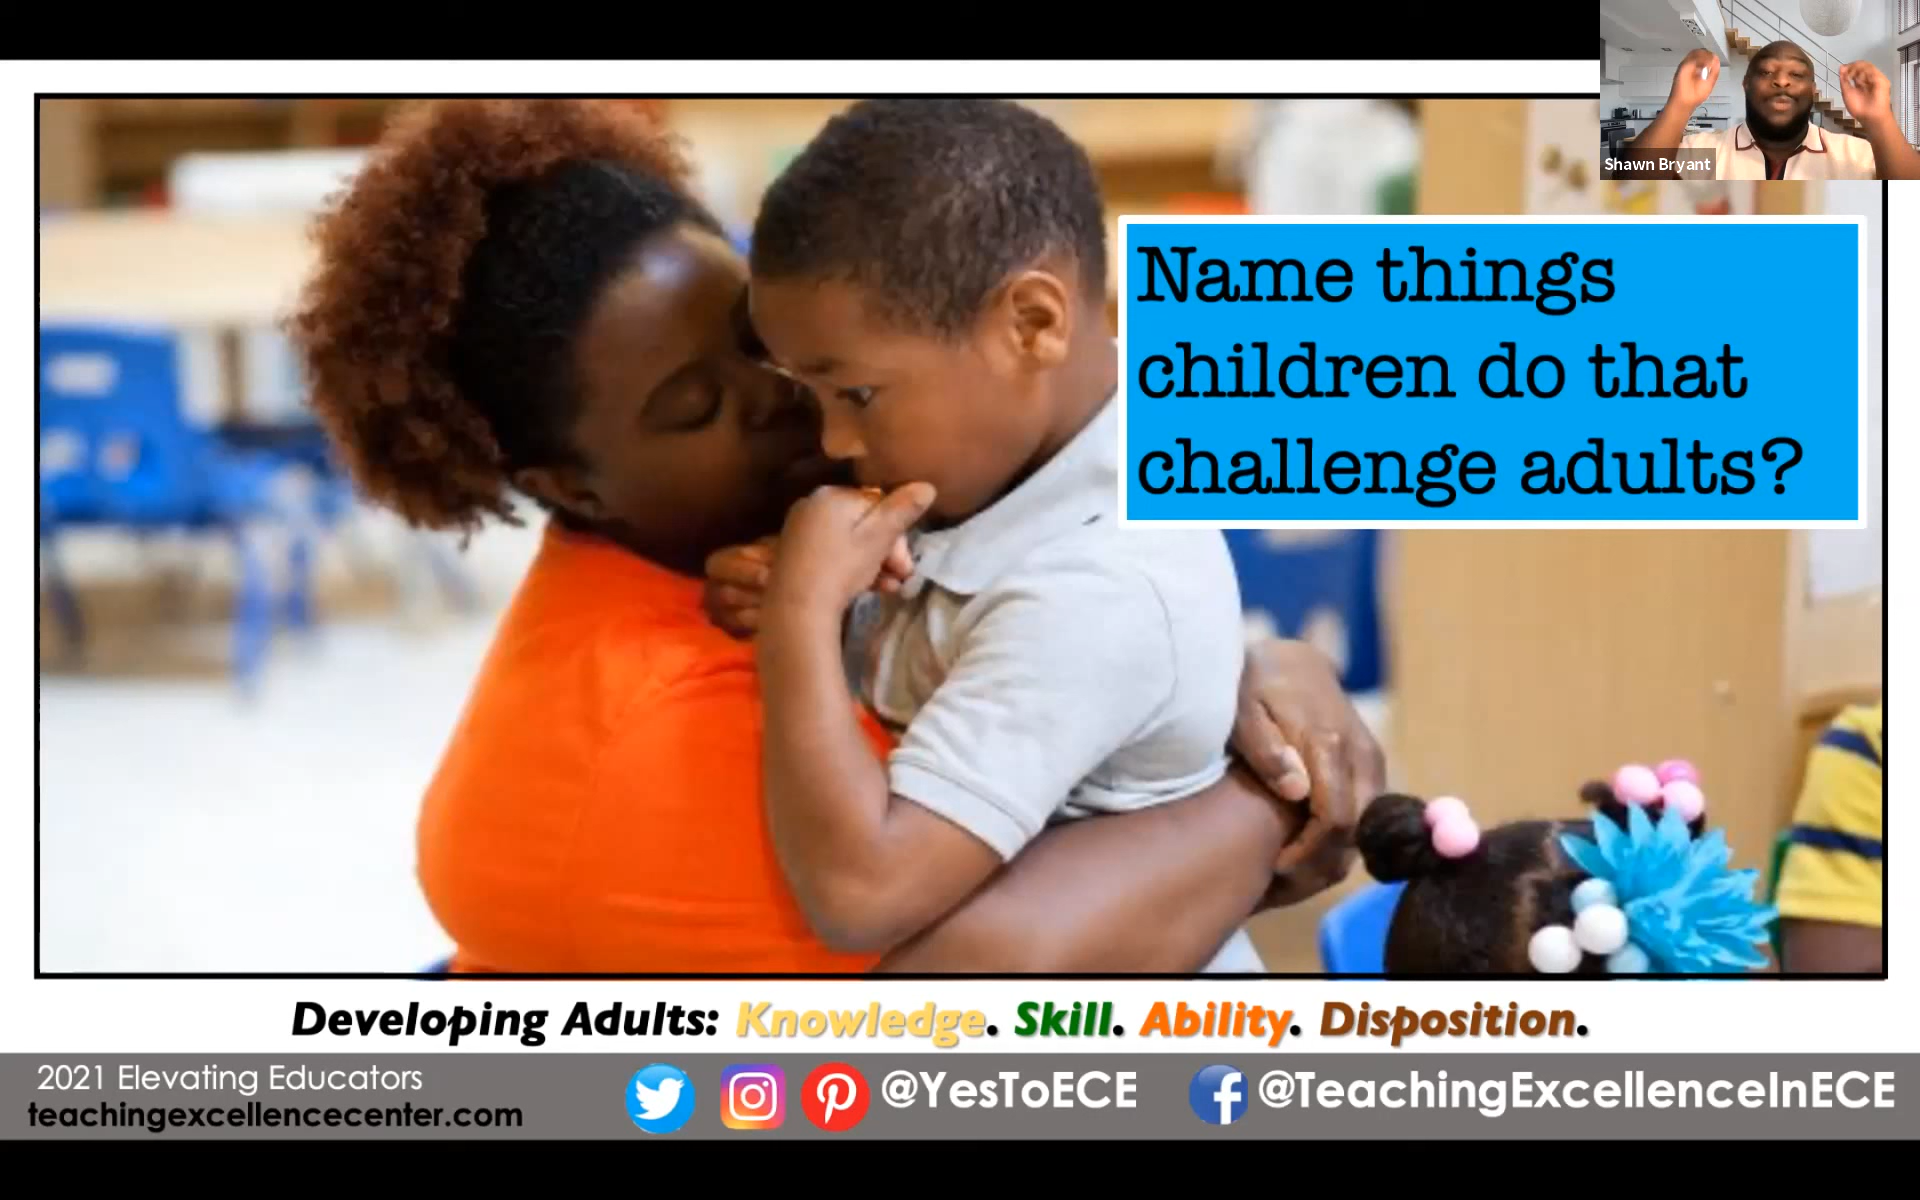 Shawn Bryant
Name things
children do that
challenge adults?
Developing Adults: Knowledge. Skill. Ability. Disposition.
2021 Elevating Educators
teachingexcellencecenter.com
@YesToECE
@TeachingExcellenceInECE